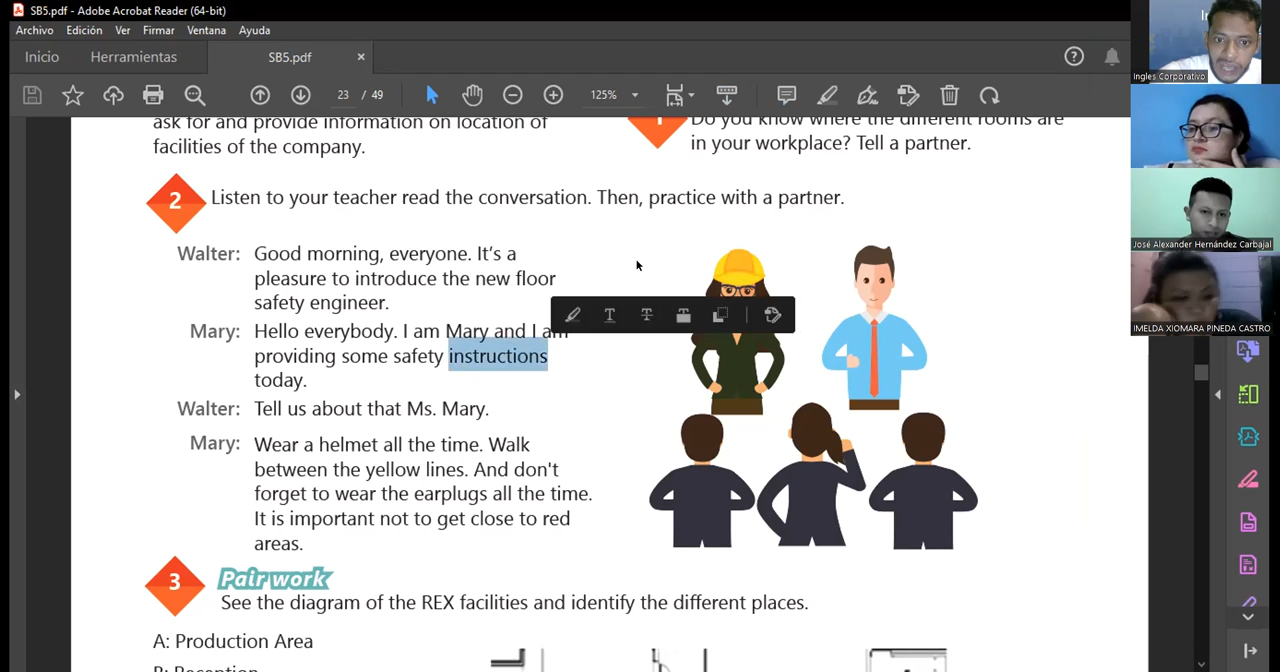 SB5.pdf - Adobe Acrobat Reader (64-bit)
Archivo Edición Ver Firmar Ventana Ayuda
Inicio Herramientas SB5.pdf ×
23 / 49 125%
ask for and provide information on location of
facilities of the company.
1
Do you know where the different rooms are
in your workplace? Tell a partner.
2 Listen to your teacher read the conversation. Then, practice with a partner.
Walter: Good morning, everyone. It's a
pleasure to introduce the new floor
safety engineer.
Mary: Hello everybody. I am Mary and I am
providing some safety instructions
today.
Walter: Tell us about that Ms. Mary.
Mary: Wear a helmet all the time. Walk
between the yellow lines. And don't
forget to wear the earplugs all the time.
It is important not to get close to red
areas.
3 Pair work
See the diagram of the REX facilities and identify the different places.
A: Production Area
B: Reception
Ingles Corporativo
José Alexander Hernández Carbajal
IMELDA XIOMARA PINEDA CASTRO